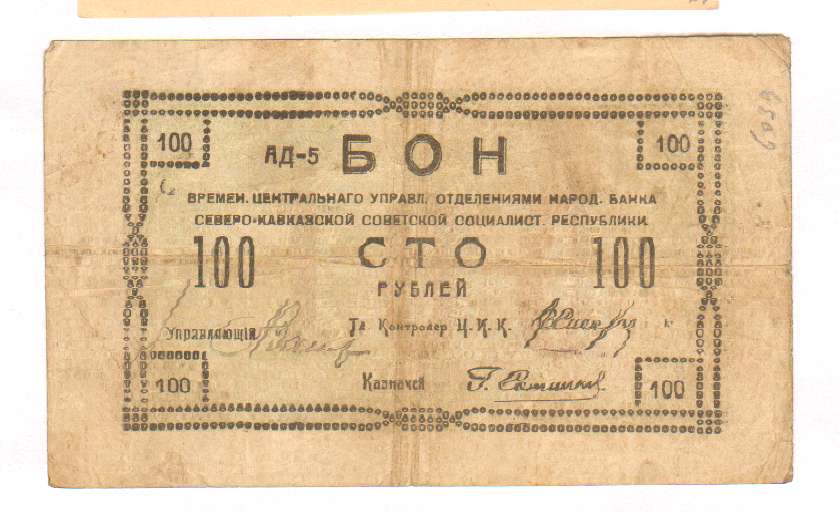 100 100
АД-5 БОН
ВРЕМЕН. ЦЕНТРАЛЬНАГО УПРАВЛ. ОТДЕЛЕНИЯМИ НАРОД. БАНКА
СЕВЕРО-КАВКАЗСКОЙ СОВЕТСКОЙ СОЦИАЛИСТ. РЕСПУБЛИКИ
100 СТО 100
РУБЛЕЙ
Управляющій Гл Контролер Ц.И.К.
Казначей
100 100